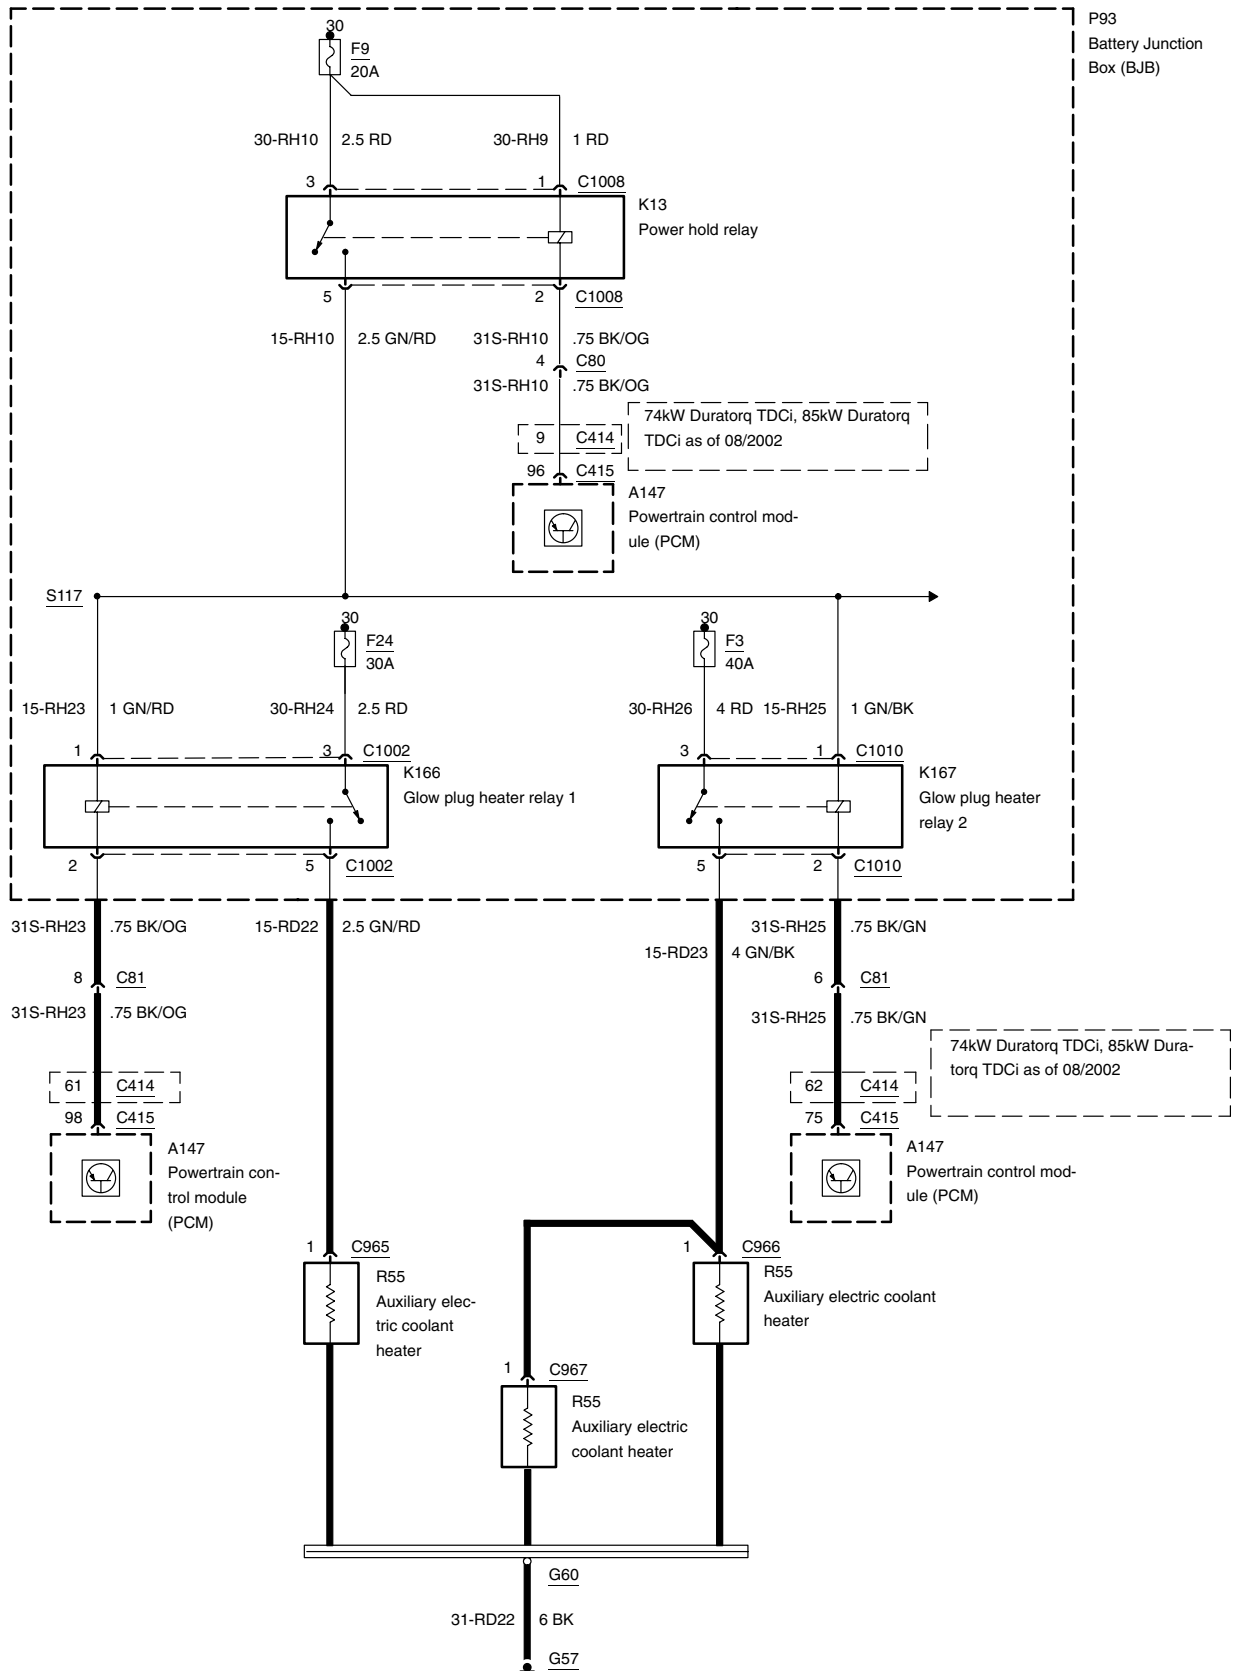 P93
Battery Junction
Box (BJB)
30
F9
20A
30-RH10 2.5 RD 30-RH9 1 RD
3 1 C1008
K13
Power hold relay
5 2 C1008
15-RH10 2.5 GN/RD 31S-RH10 .75 BK/OG
4 C80
31S-RH10 .75 BK/OG
74kW Duratorq TDCi, 85kW Duratorq
TDCi as of 08/2002
9 C414
96 C415
A147
Powertrain control mod-
ule (PCM)
S117
30 30
F24 F3
30A 40A
15-RH23 1 GN/RD 30-RH24 2.5 RD 30-RH26 4 RD 15-RH25 1 GN/BK
1 3 C1002 3 1 C1010
K166
Glow plug heater relay 1
K167
Glow plug heater
relay 2
2 5 C1002 5 2 C1010
31S-RH23 .75 BK/OG 15-RD22 2.5 GN/RD 31S-RH25 .75 BK/GN
15-RD23 4 GN/BK
8 C81 6 C81
31S-RH23 .75 BK/OG 31S-RH25 .75 BK/GN
74kW Duratorq TDCi, 85kW Dura-
torq TDCi as of 08/2002
61 C414 62 C414
98 C415 75 C415
A147
Powertrain con-
trol module
(PCM)
A147
Powertrain control mod-
ule (PCM)
1 C965 1 C966
R55
Auxiliary elec-
tric coolant
heater
R55
Auxiliary electric coolant
heater
1 C967
R55
Auxiliary electric
coolant heater
G60
31-RD22 6 BK
G57